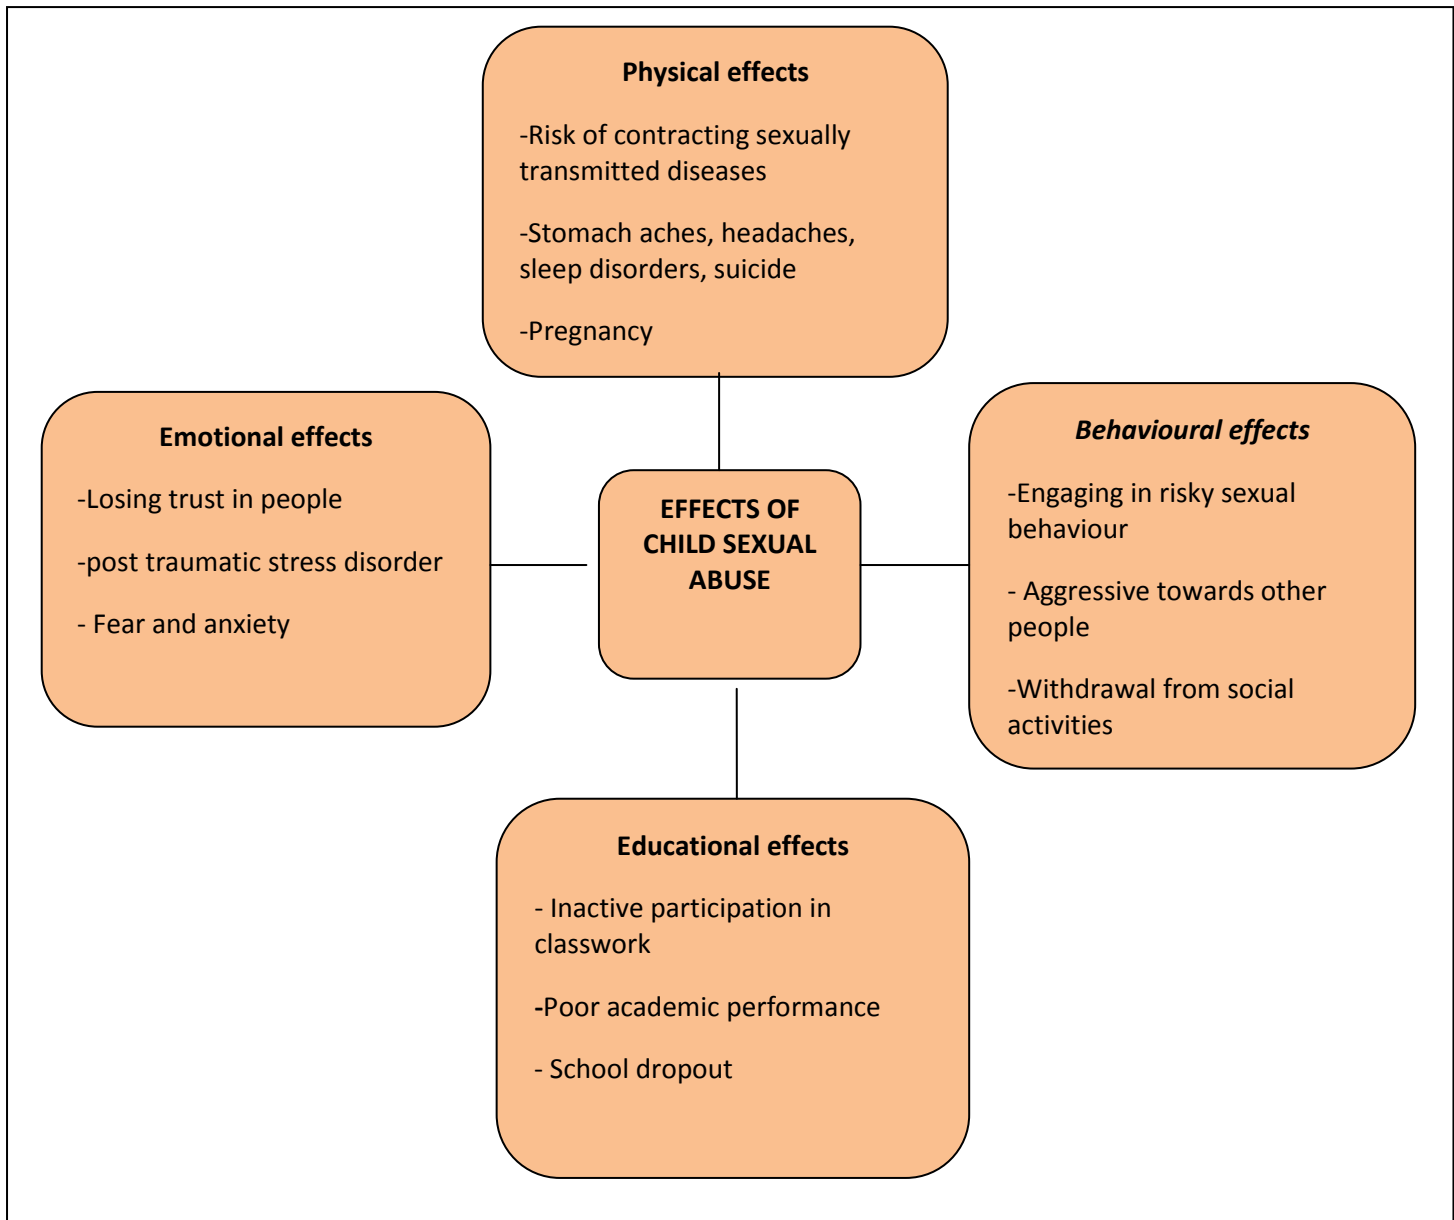 Physical effects
-Risk of contracting sexually
transmitted diseases
-Stomach aches, headaches,
sleep disorders, suicide
-Pregnancy
Emotional effects
-Losing trust in people
-post traumatic stress disorder
- Fear and anxiety
EFFECTS OF
CHILD SEXUAL
ABUSE
Behavioural effects
-Engaging in risky sexual
behaviour
- Aggressive towards other
people
-Withdrawal from social
activities
Educational effects
- Inactive participation in
classwork
-Poor academic performance
- School dropout